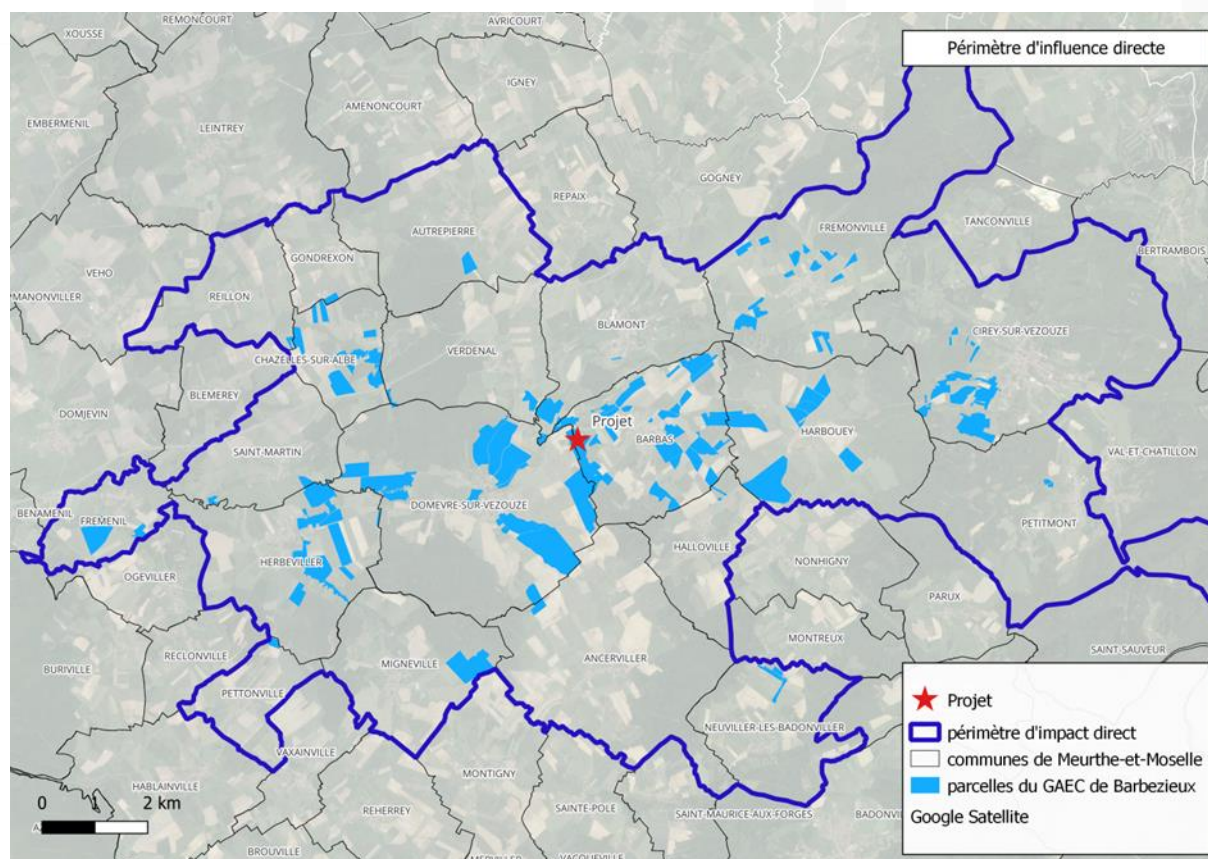 REMONCOURT
XOUSSE
AVRICOURT
Périmètre d'influence directe
IGNEY
AMENONCOURT
EMBERMENIL
LEINTREY
GOGNEY
REPAIX
TANCONVILLE
AUTREPIERRE
FREMONVILLE
BERTRAMBOIS
GONDREXON
VEHO
MANONVILLER
REILLON
BLAMONT
CIREY-SUR-VEZOUZE
VERDENAL
CHAZELLES-SUR-ALBE
BLEMEREY
DOMJEVIN
Projet
HARBOUEY
BARBAS
SAINT-MARTIN
VAL-ET-CHATILLON
DOMEVRE-SUR-VEZOUZE
BENAMENIL
FREMENIL
PETITMONT
HALLOVILLE
HERBEVILLER
NONHIGNY
OGEVILLER
PARUX
MONTREUX
SAINT-SAUVEUR
RECLONVILLE
ANCERVILLER
MIGNEVILLE
BURIVILLE
PETTONVILLE
NEUVILLER-LES-BADONVILLER
VAXAINVILLE
MONTIGNY
HABLAINVILLE
REHERREY
SAINTE-POLE
SAINT-MAURICE-AUX-FORGES
BADONVIL
BROUVILLE
MERVILLER
VACQUEVILLE
0 1 2 km
Projet
périmètre d'impact direct
communes de Meurthe-et-Moselle
parcelles du GAEC de Barbezieux
Google Satellite